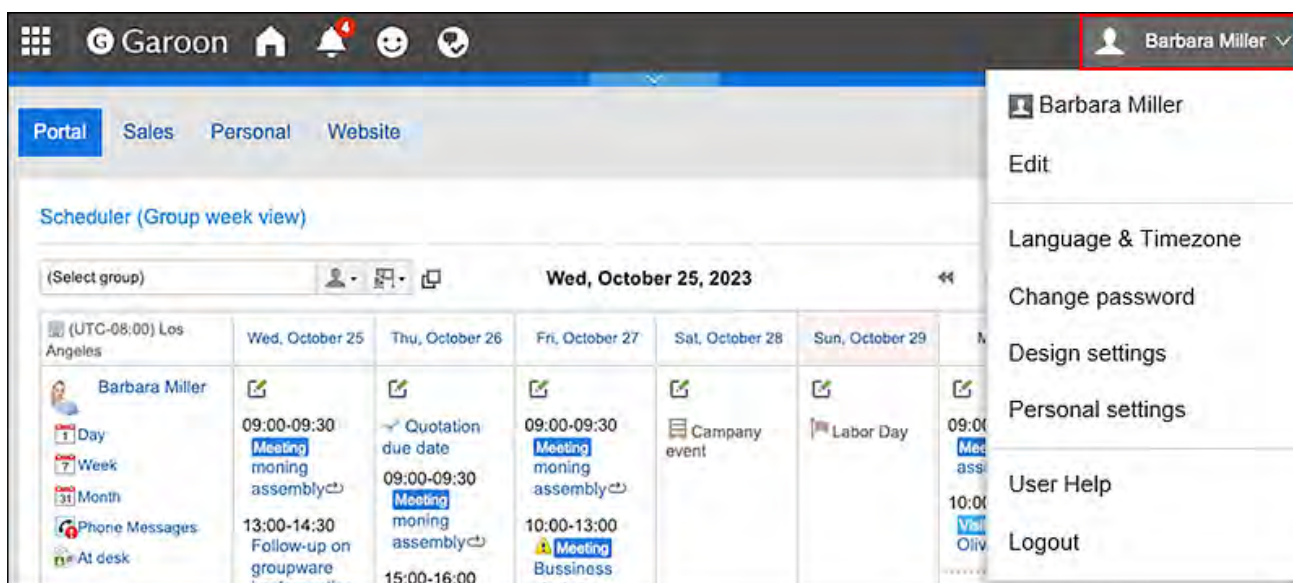 G Garoon 4 Barbara Miller
Barbara Miller
Edit
Language & Timezone
Change password
Design settings
Personal settings
User Help
Logout
Portal Sales Personal Website
Scheduler (Group week view)
(Select group) Wed, October 25, 2023
(UTC-08:00) Los Angeles
Wed, October 25
Thu, October 26
Fri, October 27
Sat, October 28
Sun, October 29
Barbara Miller
1 Day
7 Week
31 Month
Phone Messages
At desk
09:00-09:30
Meeting
moning
assembly
13:00-14:30
Follow-up on
groupware
Quotation
due date
09:00-09:30
Meeting
moning
assembly
15:00-16:00
09:00-09:30
Meeting
moning
assembly
10:00-13:00
Meeting
Bussiness
Campany
event
Labor Day